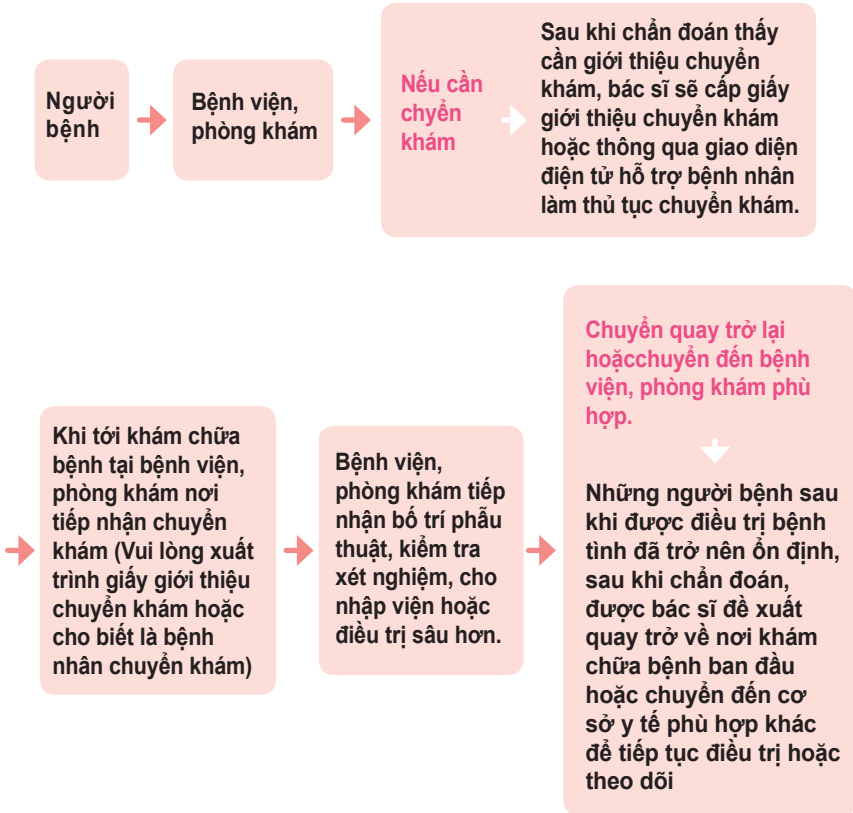 Người
bệnh
Bệnh viện,
phòng khám
Nếu cần
chyển
khám
Sau khi chẩn đoán thấy
cần giới thiệu chuyển
khám, bác sĩ sẽ cấp giấy
giới thiệu chuyển khám
hoặc thông qua giao diện
điện tử hỗ trợ bệnh nhân
làm thủ tục chuyển khám.
Khi tới khám chữa
bệnh tại bệnh viện,
phòng khám nơi
tiếp nhận chuyển
khám (Vui lòng xuất
trình giấy giới thiệu
chuyển khám hoặc
cho biết là bệnh
nhân chuyển khám)
Bệnh viện,
phòng khám tiếp
nhận bố trí phẫu
thuật, kiểm tra
xét nghiệm, cho
nhập viện hoặc
điều trị sâu hơn.
Chuyển quay trở lại
hoặcchuyển đến bệnh
viện, phòng khám phù
hợp.
Những người bệnh sau
khi được điều trị bệnh
tình đã trở nên ổn định,
sau khi chẩn đoán,
được bác sĩ đề xuất
quay trở về nơi khám
chữa bệnh ban đầu
hoặc chuyển đến cơ
sở y tế phù hợp khác
để tiếp tục điều trị hoặc
theo dõi